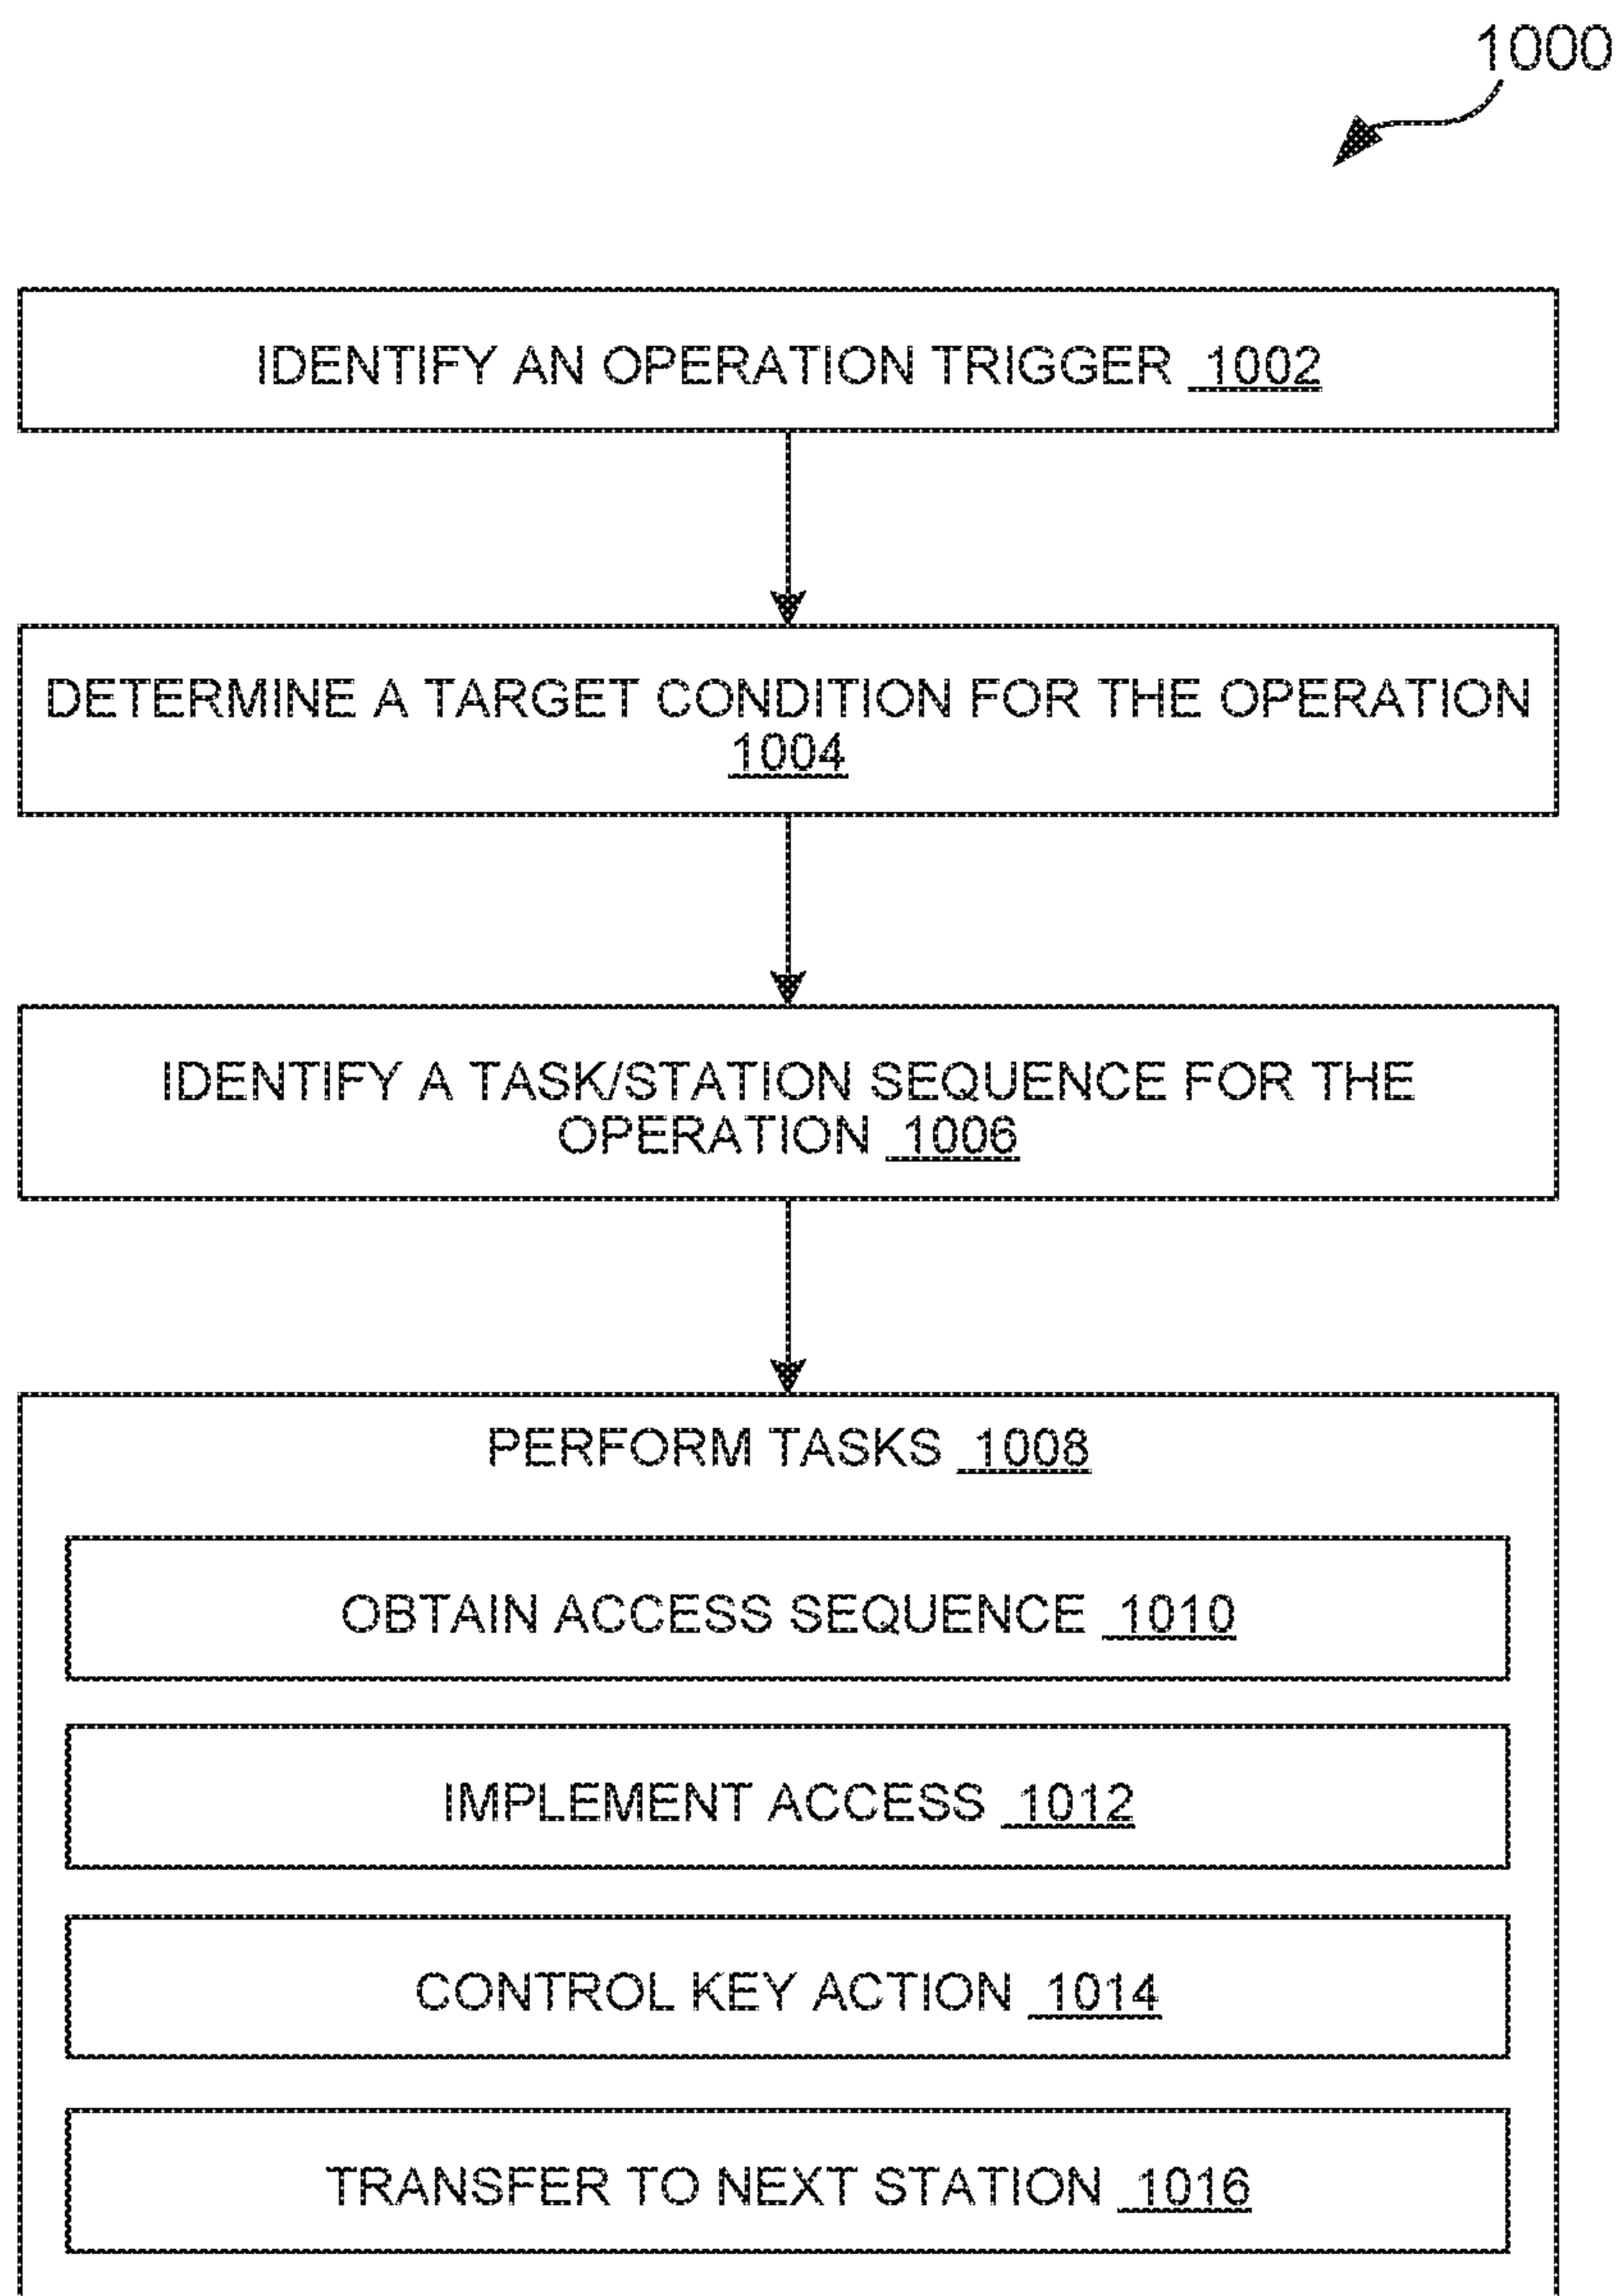 1000
IDENTIFY AN OPERATION TRIGGER 1002
DETERMINE A TARGET CONDITION FOR THE OPERATION
1004
IDENTIFY A TASK/STATION SEQUENCE FOR THE
OPERATION 1006
PERFORM TASKS 1008
OBTAIN ACCESS SEQUENCE 1010
IMPLEMENT ACCESS 1012
CONTROL KEY ACTION 1014
TRANSFER TO NEXT STATION 1016